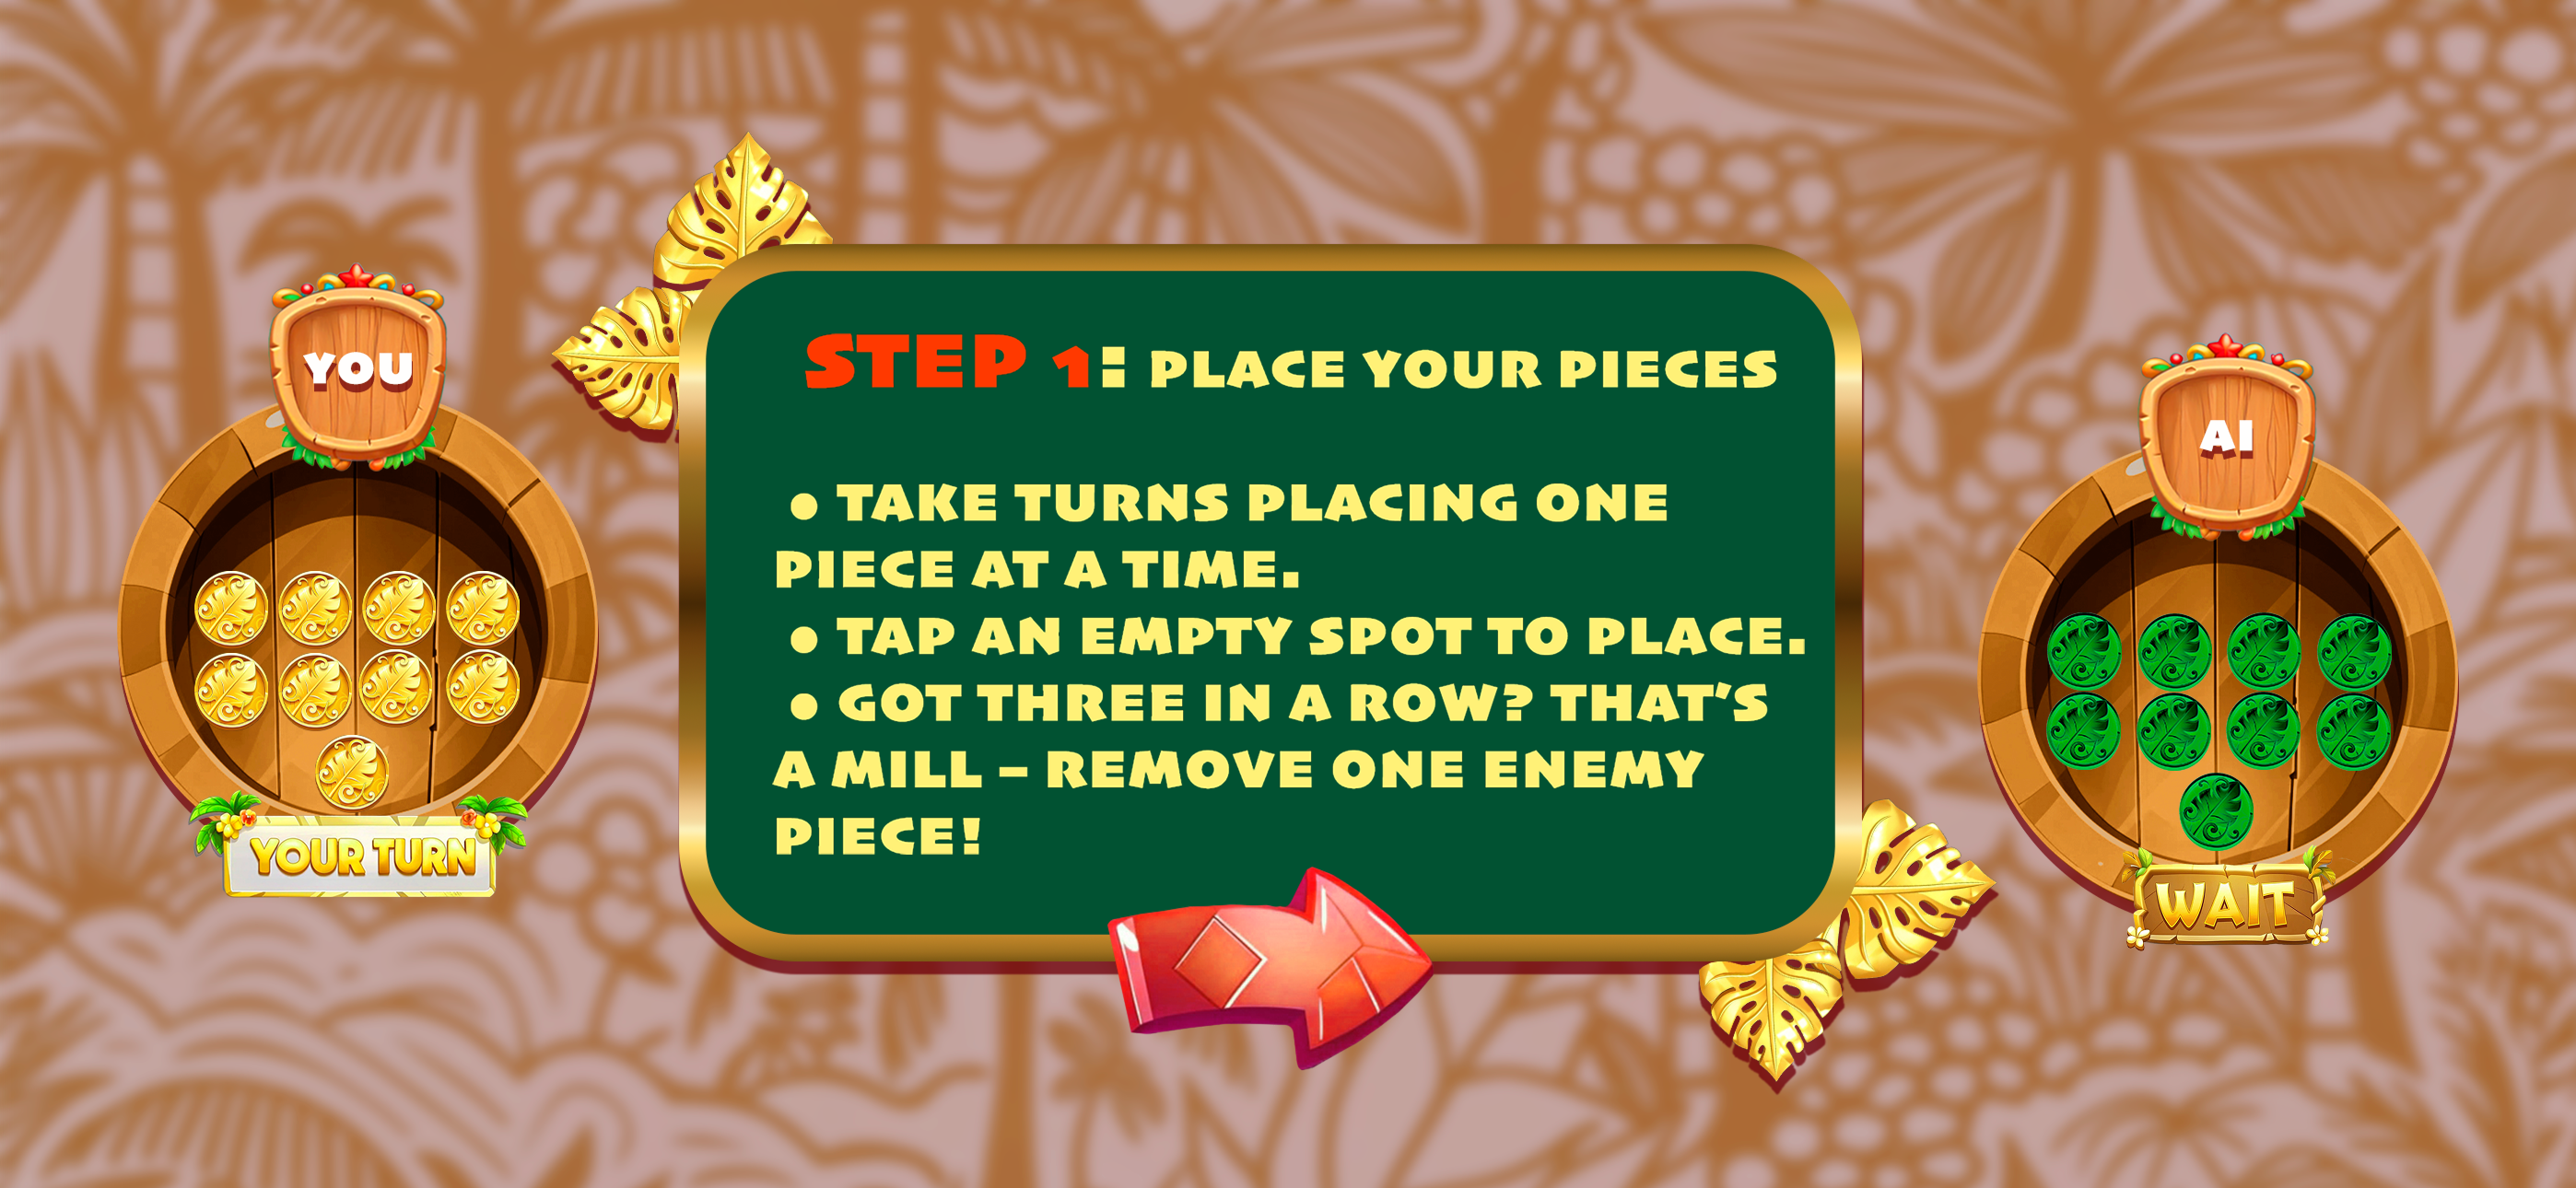 YOU
YOUR TURN
STEP 1: PLACE YOUR PIECES
• TAKE TURNS PLACING ONE
PIECE AT A TIME.
• TAP AN EMPTY SPOT TO PLACE.
• GOT THREE IN A ROW? THAT'S
A MILL – REMOVE ONE ENEMY
PIECE!
AI
WAIT